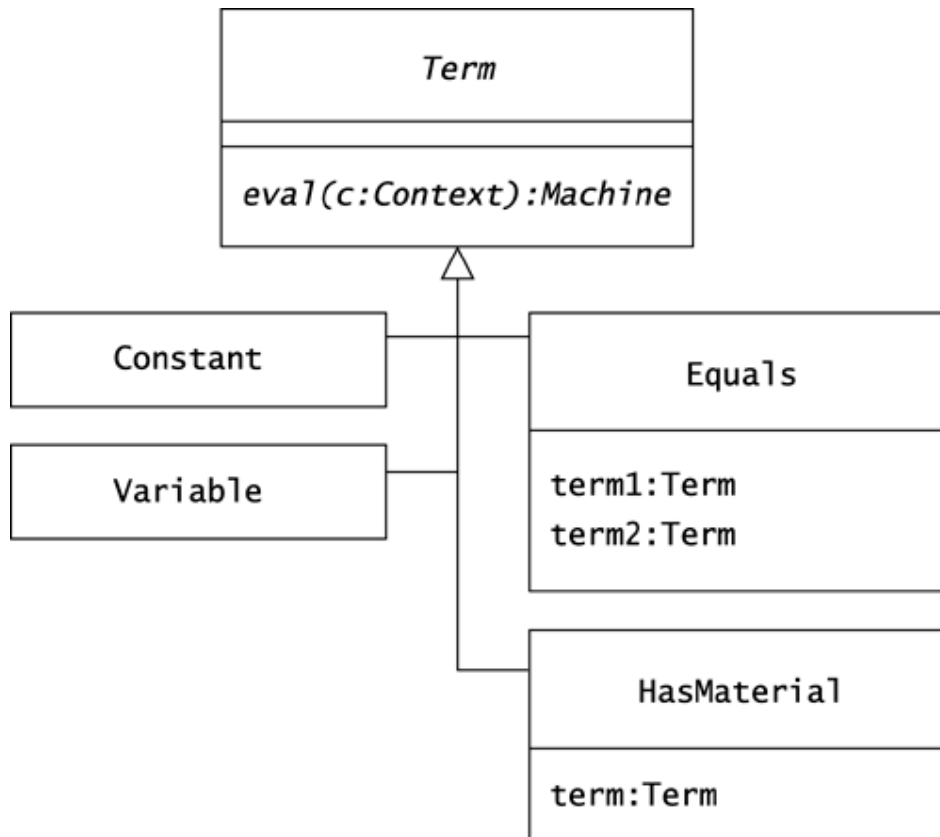 Term
eval(c:Context):Machine
Constant
Variable
Equals
term1:Term
term2:Term
HasMaterial
term:Term